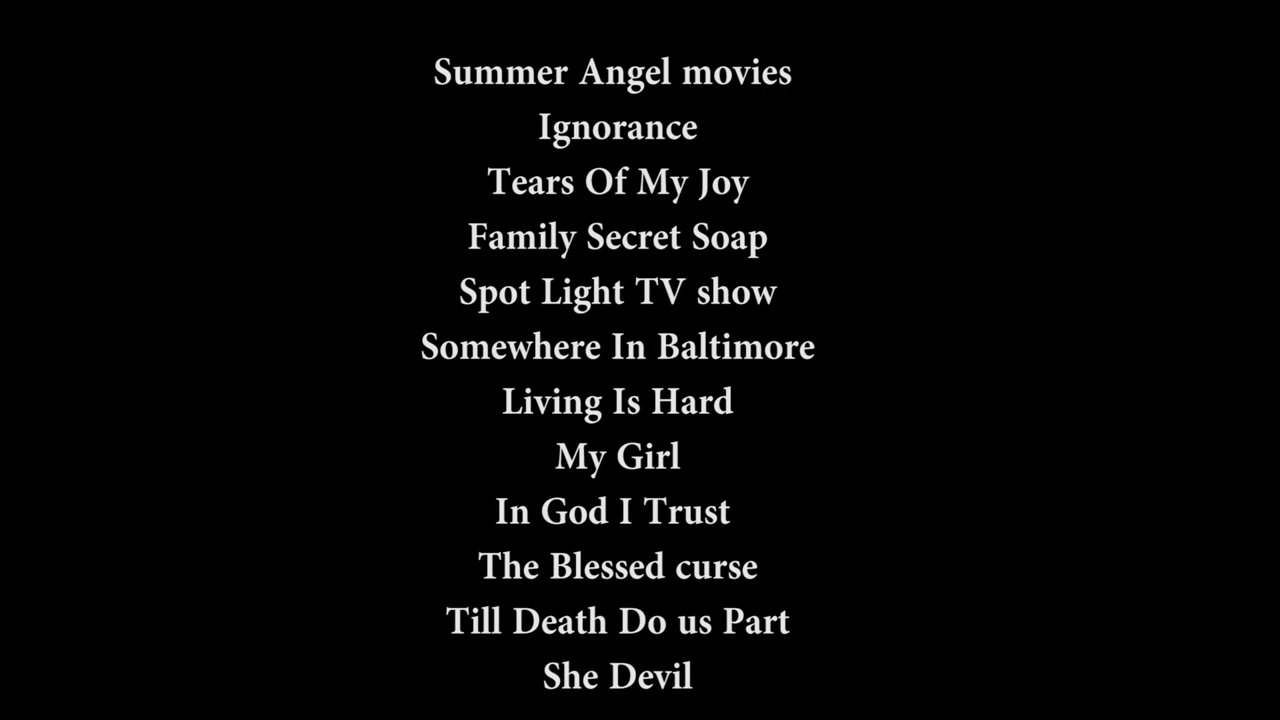 Summer Angel movies
Ignorance
Tears Of My Joy
Family Secret Soap
Spot Light TV show
Somewhere In Baltimore
Living Is Hard
My Girl
In God I Trust
The Blessed curse
Till Death Do us Part
She Devil